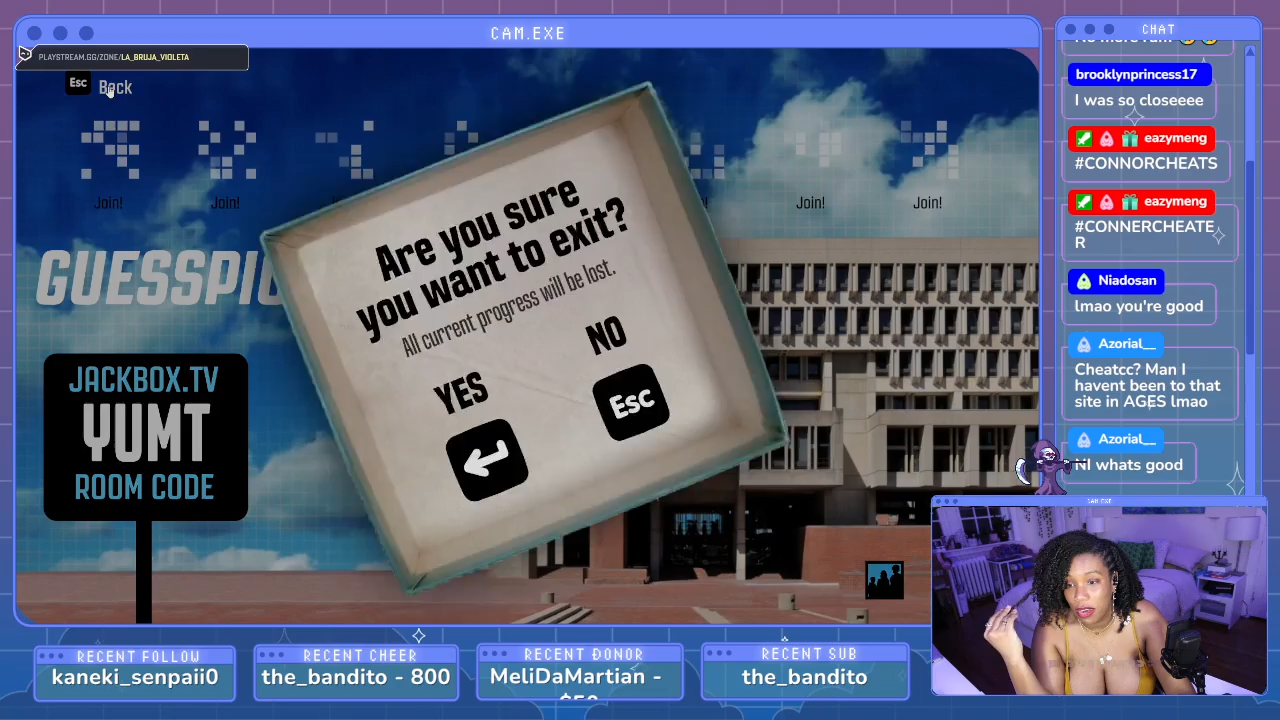 CAM.EXE
CHAT
PLAYSTREAM.GG/ZONE/LA_BRUJA_VIOLETA
Esc Back
Join!
Join!
Join!
Join!
GUESSPI
Are you sure
you want to exit?
All current progress will be lost.
YES
NO
Esc
JACKBOX.TV
YUMT
ROOM CODE
brooklynprincess17
I was so closeeee
eazymeng
#CONNORCHEATS
eazymeng
#CONNERCHEATE
R
Niadosan
lmao you're good
Azorial__
Cheatcc? Man I
havent been to that
site in AGES lmao
Azorial__
NI whats good
RECENT FOLLOW
kaneki_senpaii0
RECENT CHEER
the_bandito - 800
RECENT DONOR
MeliDaMartian -
RECENT SUB
the_bandito